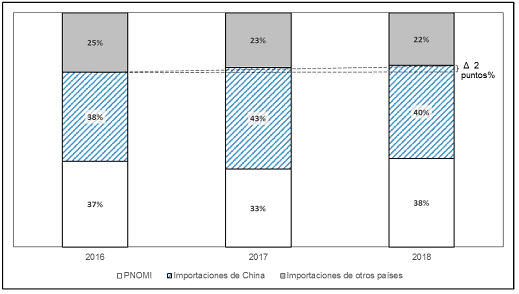 25%
23%
22%
Δ 2
puntos%
38%
43%
40%
37%
33%
38%
2016
2017
2018
PNOMI
Importaciones de China
Importaciones de otros países